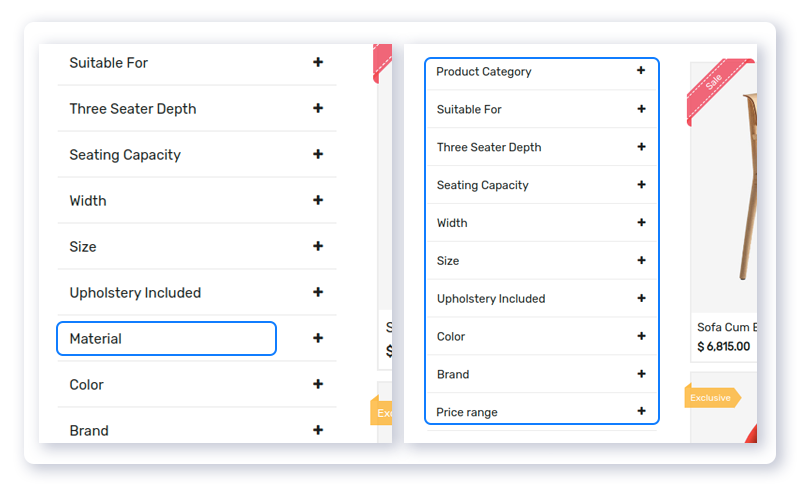 Suitable For
Three Seater Depth
Seating Capacity
Width
Size
Upholstery Included
Material
Color
Brand
Product Category
Suitable For
Three Seater Depth
Seating Capacity
Width
Size
Upholstery Included
Color
Brand
Price range
Sale
Sofa Cum
$ 6,815.00
Exclusive